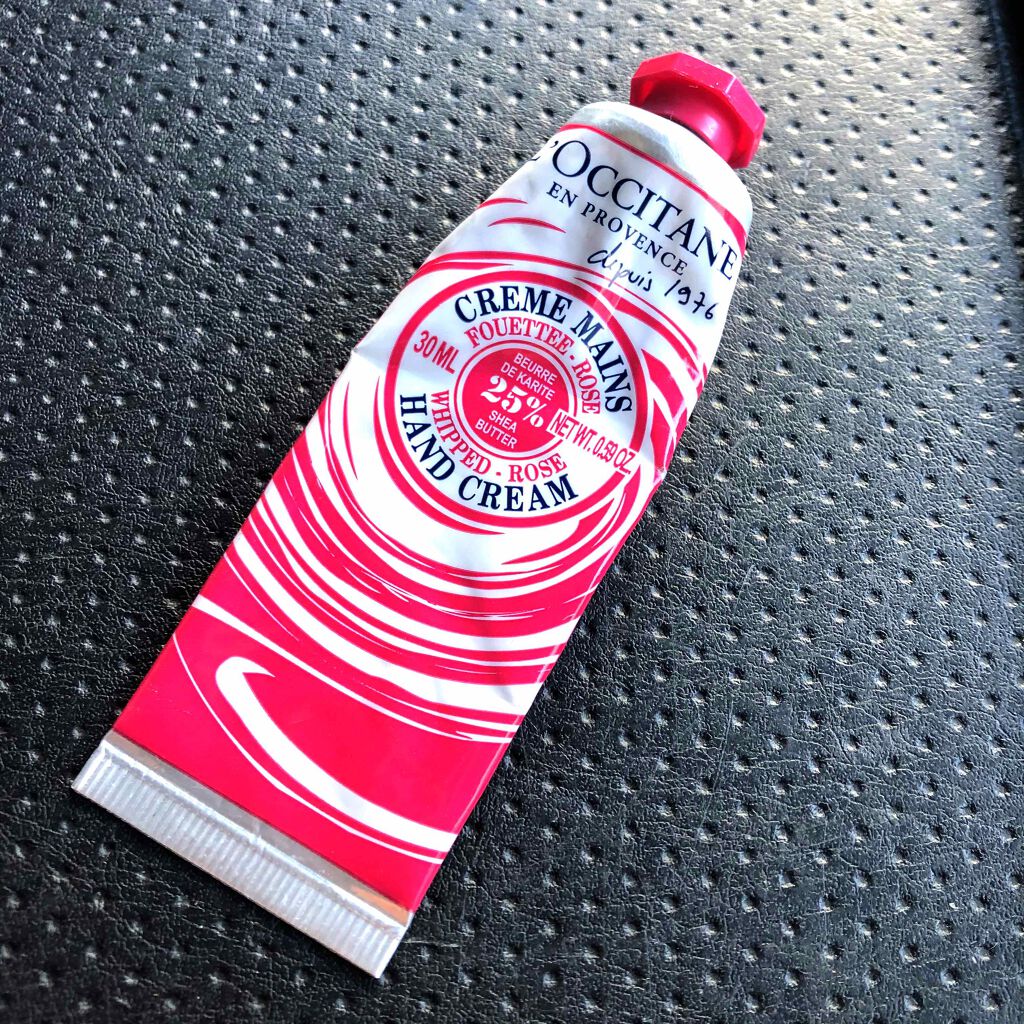 L'OCCITANE
EN PROVENCE
depuis 1976
CREME MAINS
FOUETTEE - ROSE
30 ML
BEURRE
DE KARITE
25%
SHEA
BUTTER
NET WT. 0.59 OZ
WHIPPED - ROSE
HAND CREAM